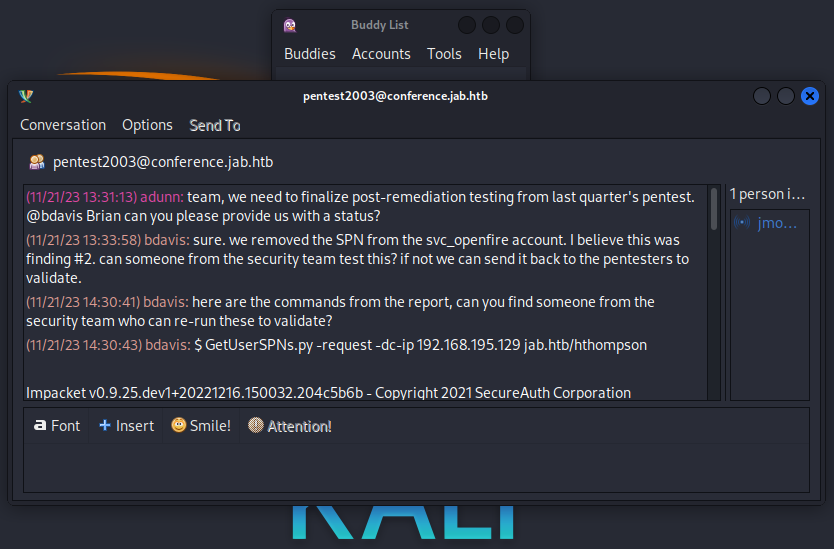 Buddy List
Buddies Accounts Tools Help
pentest2003@conference.jab.htb
Conversation Options Send To
pentest2003@conference.jab.htb
(11/21/23 13:31:13) adunn: team, we need to finalize post-remediation testing from last quarter's pentest.
@bdavis Brian can you please provide us with a status?
(11/21/23 13:33:58) bdavis: sure. we removed the SPN from the svc_openfire account. I believe this was
finding #2. can someone from the security team test this? if not we can send it back to the pentesters to
validate.
(11/21/23 14:30:41) bdavis: here are the commands from the report, can you find someone from the
security team who can re-run these to validate?
(11/21/23 14:30:43) bdavis: $ GetUserSPNs.py -request -dc-ip 192.168.195.129 jab.htb/hthompson
Impacket v0.9.25.dev1+20221216.150032.204c5b6b - Copyright 2021 SecureAuth Corporation
1 person i...
jmo...
a Font Insert Smile! Attention!
KALI